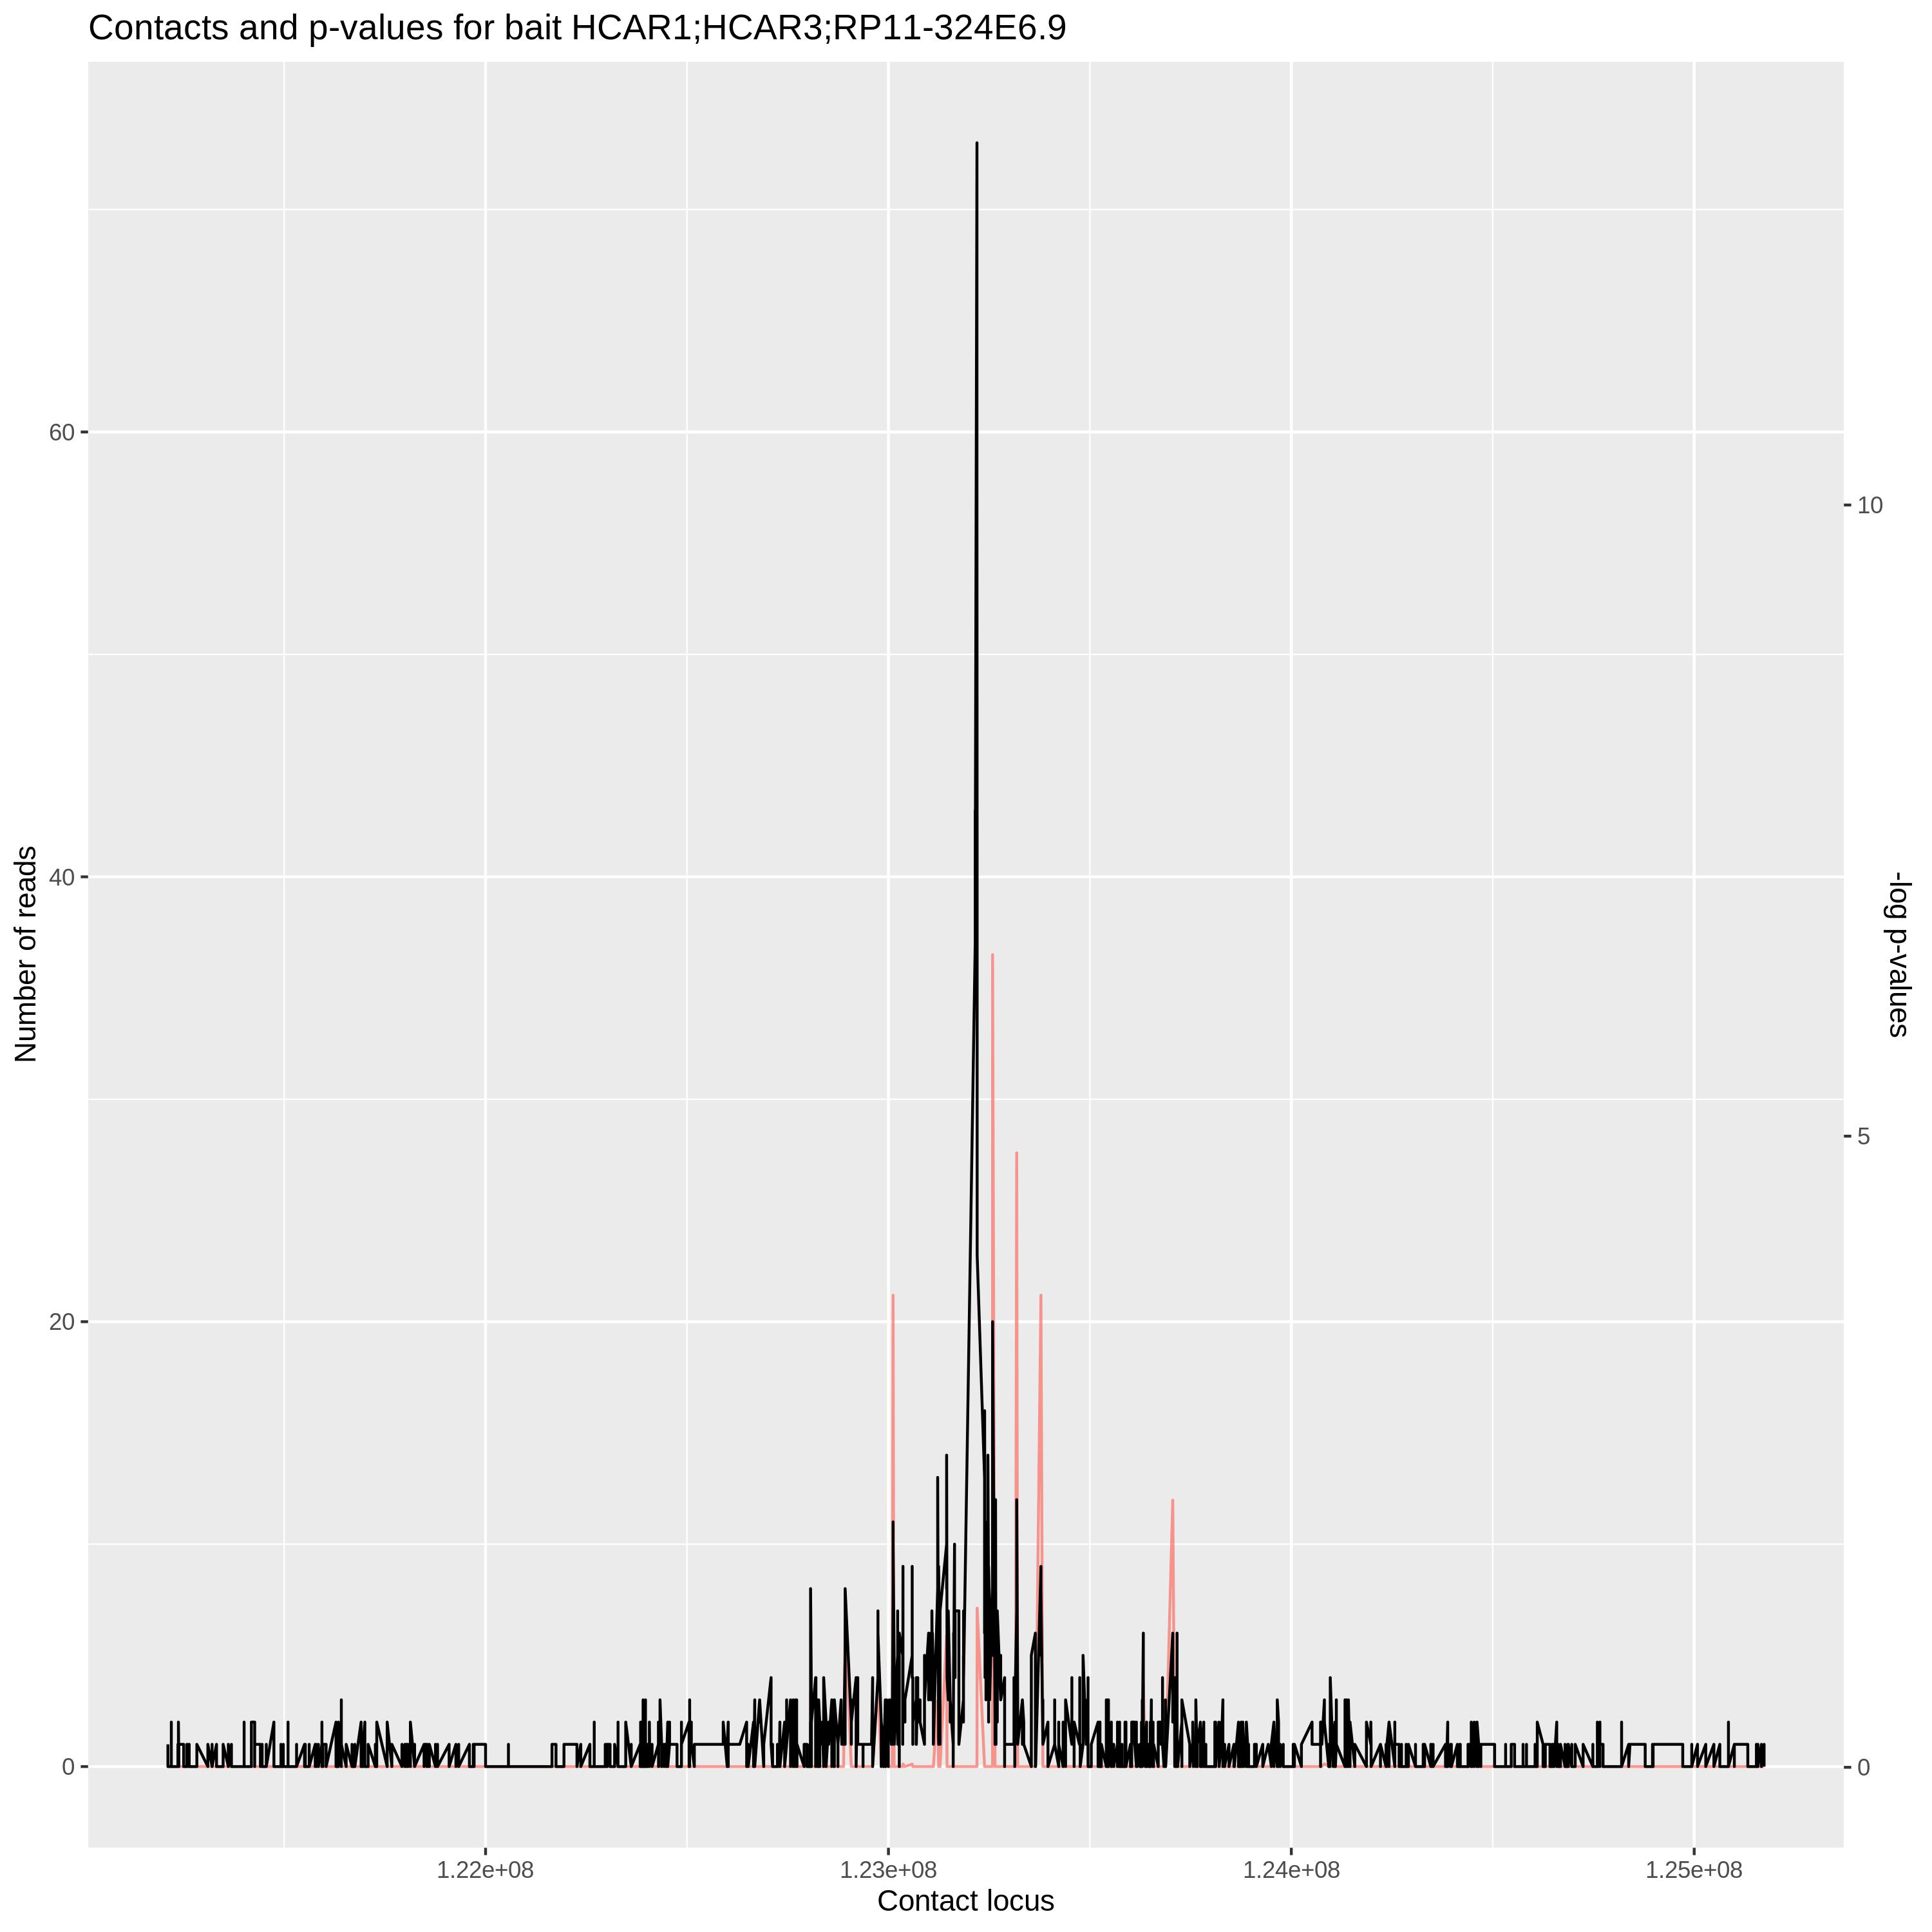 Contacts and p-values for bait HCAR1;HCAR3;RP11-324E6.9
60
40
20
0
Number of reads
10
5
0
-log p-values
1.22e+08
1.23e+08
1.24e+08
1.25e+08
Contact locus